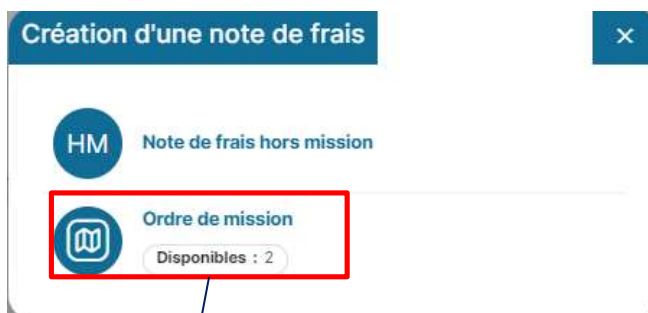 Création d'une note de frais
HM
Note de frais hors mission
Ordre de mission
Disponibles : 2